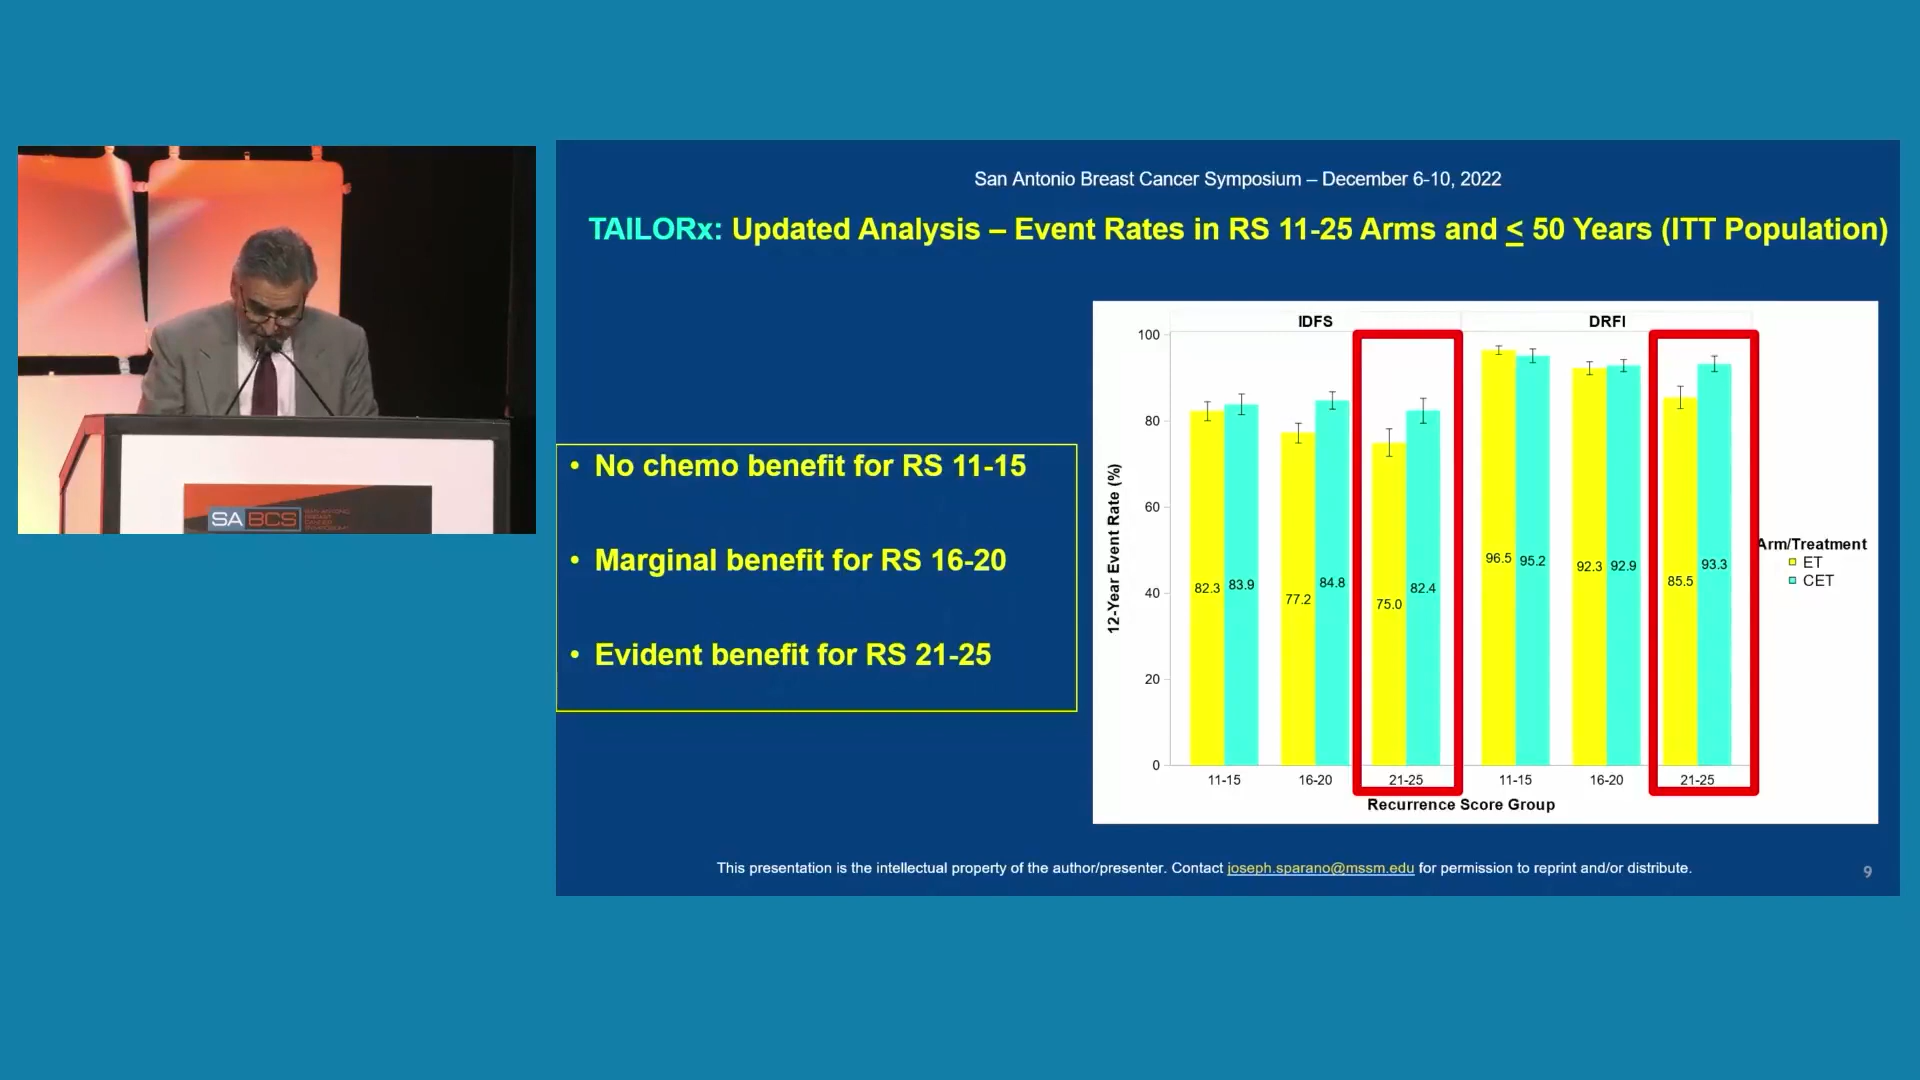 San Antonio Breast Cancer Symposium – December 6-10, 2022
TAILORx: Updated Analysis – Event Rates in RS 11-25 Arms and ≤ 50 Years (ITT Population)
• No chemo benefit for RS 11-15
• Marginal benefit for RS 16-20
• Evident benefit for RS 21-25
IDFS
DRFI
12-Year Event Rate (%)
100
80
60
40
20
0
82.3
83.9
77.2
84.8
75.0
82.4
96.5
95.2
92.3
92.9
85.5
93.3
11-15
16-20
21-25
11-15
16-20
21-25
Recurrence Score Group
Arm/Treatment
ET
CET
This presentation is the intellectual property of the author/presenter. Contact joseph.sparano@mssm.edu for permission to reprint and/or distribute.
9
SA BCS
SAN ANTONIO
BREAST
CANCER
SYMPOSIUM